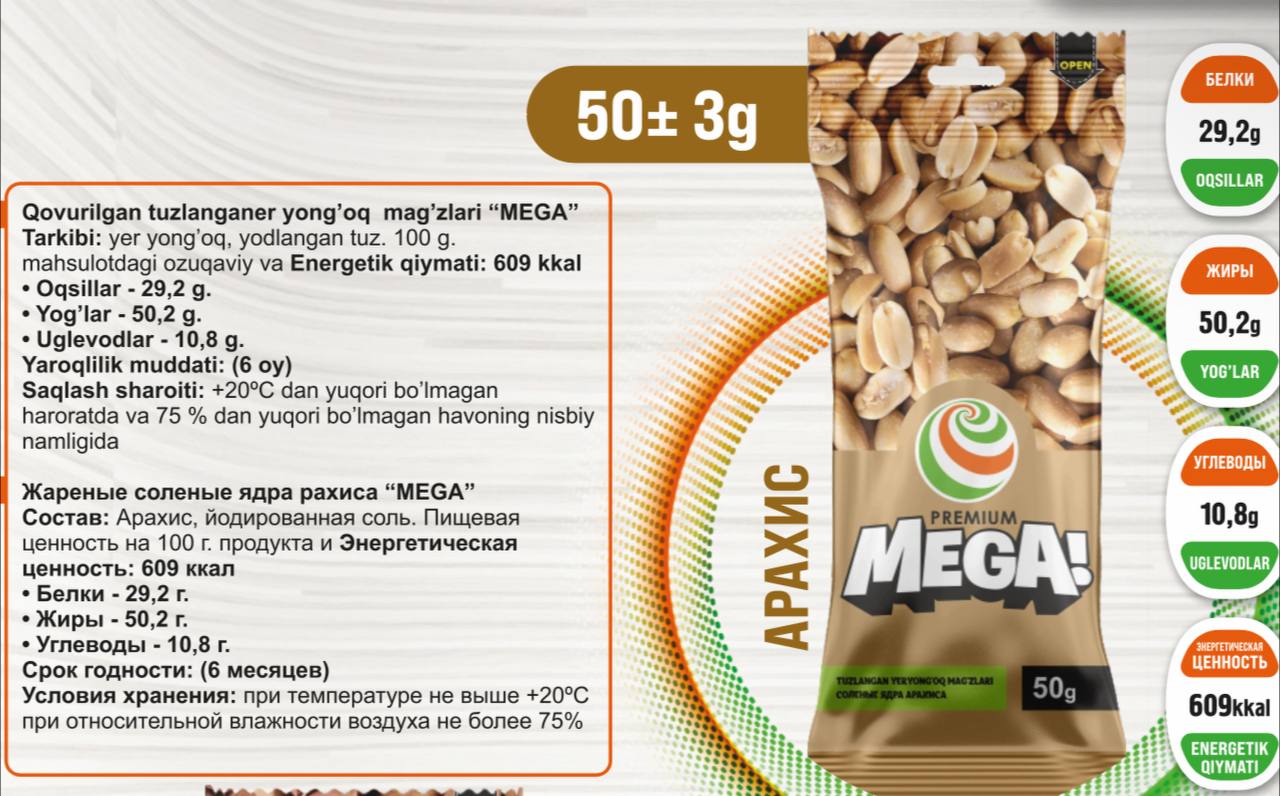 50± 3g
OPEN
Qovurilgan tuzlanganer yong’oq mag’zlari “MEGA”
Tarkibi: yer yong’oq, yodlangan tuz. 100 g.
mahsulotdagi ozuqaviy va Energetik qiymati: 609 kkal
• Oqsillar - 29,2 g.
• Yog’lar - 50,2 g.
• Uglevodlar - 10,8 g.
Yaroqlilik muddati: (6 oy)
Saqlash sharoiti: +20ºC dan yuqori bo’lmagan
haroratda va 75 % dan yuqori bo’lmagan havoning nisbiy
namligida
Жареные соленые ядра рахиса “MEGA”
Состав: Арахис, йодированная соль. Пищевая
ценность на 100 г. продукта и Энергетическая
ценность: 609 ккал
• Белки - 29,2 г.
• Жиры - 50,2 г.
• Углеводы - 10,8 г.
Срок годности: (6 месяцев)
Условия хранения: при температуре не выше +20ºC
при относительной влажности воздуха не более 75%
АРАХИС
PREMIUM
MEGA!
TUZLANGAN YERYONG'OQ MAG'ZLARI
СОЛЕНЫЕ ЯДРА АРАХИСА
50g
БЕЛКИ
29,2g
OQSILLAR
ЖИРЫ
50,2g
YOG’LAR
УГЛЕВОДЫ
10,8g
UGLEVODLAR
ЭНЕРГЕТИЧЕСКАЯ
ЦЕННОСТЬ
609kkal
ENERGETIK
QIYMATI